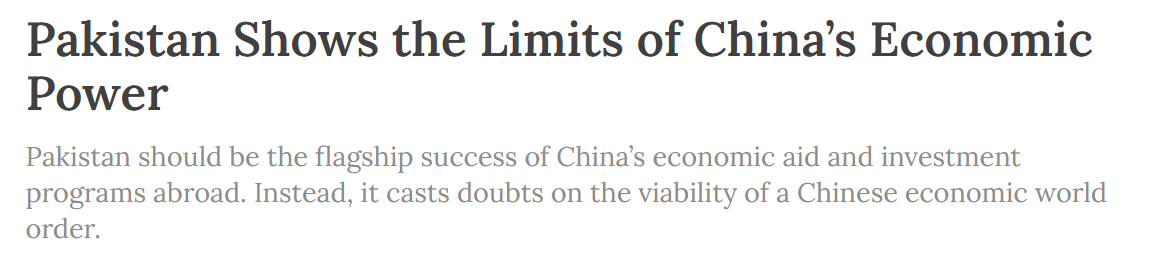 Pakistan Shows the Limits of China’s Economic
Power
Pakistan should be the flagship success of China’s economic aid and investment
programs abroad. Instead, it casts doubts on the viability of a Chinese economic world
order.